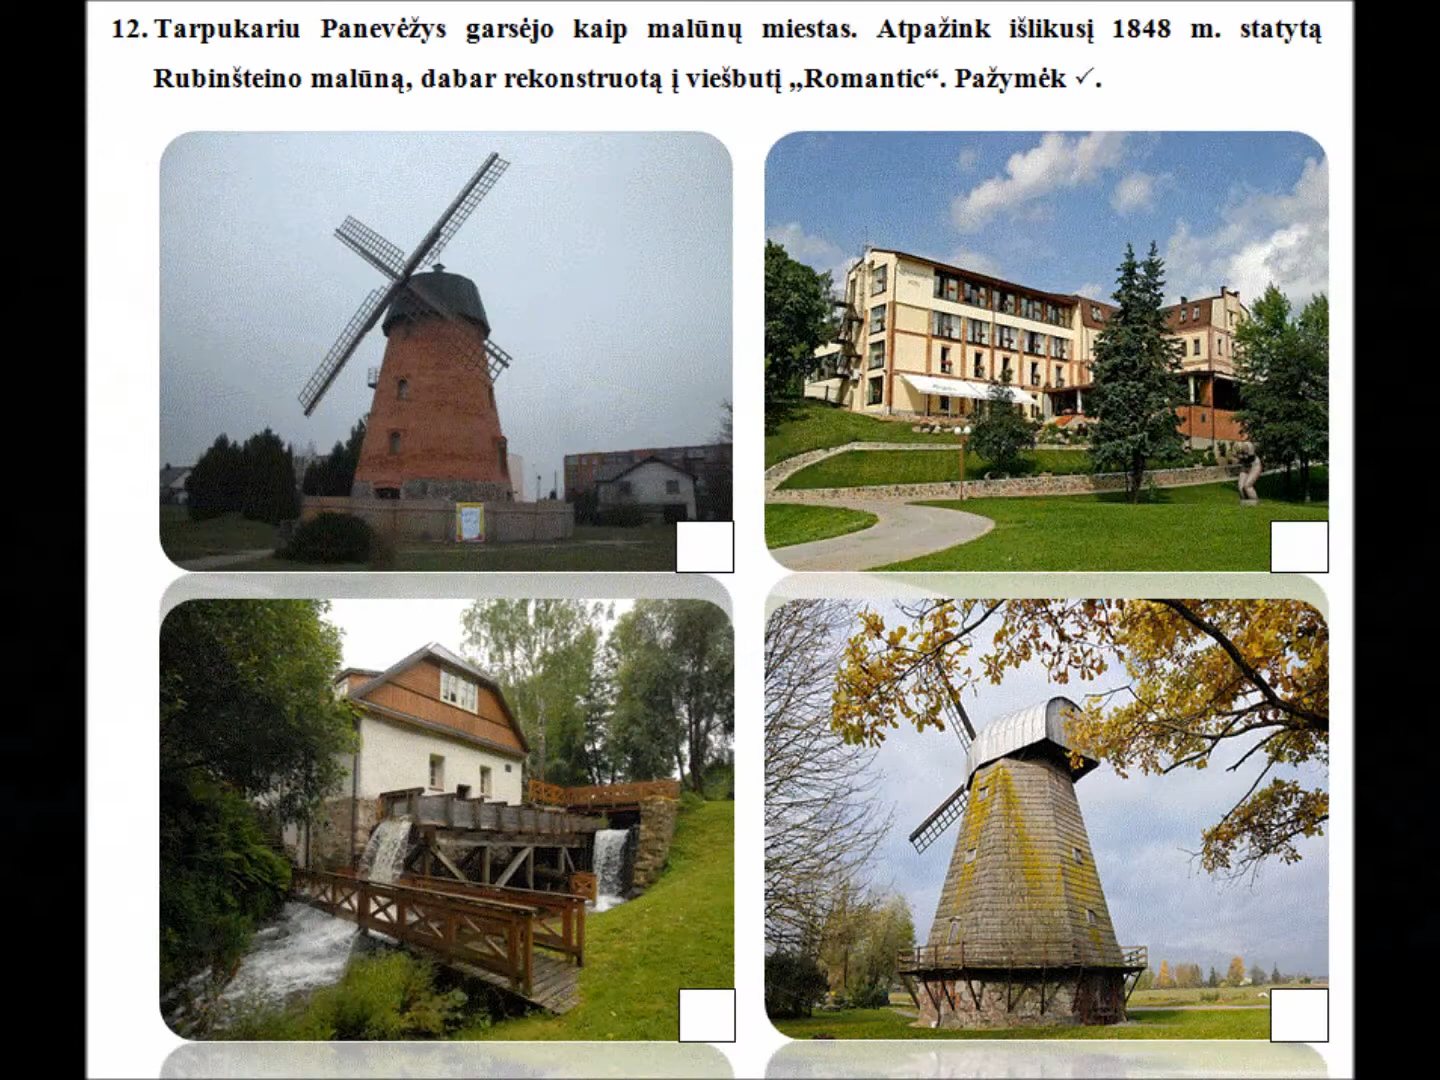 12. Tarpukariu Panevėžys garsėjo kaip malūnų miestas. Atpažink išlikusį 1848 m. statytą
Rubinšteino malūną, dabar rekonstruotą į viešbutį „Romantic“. Pažymėk ✓.